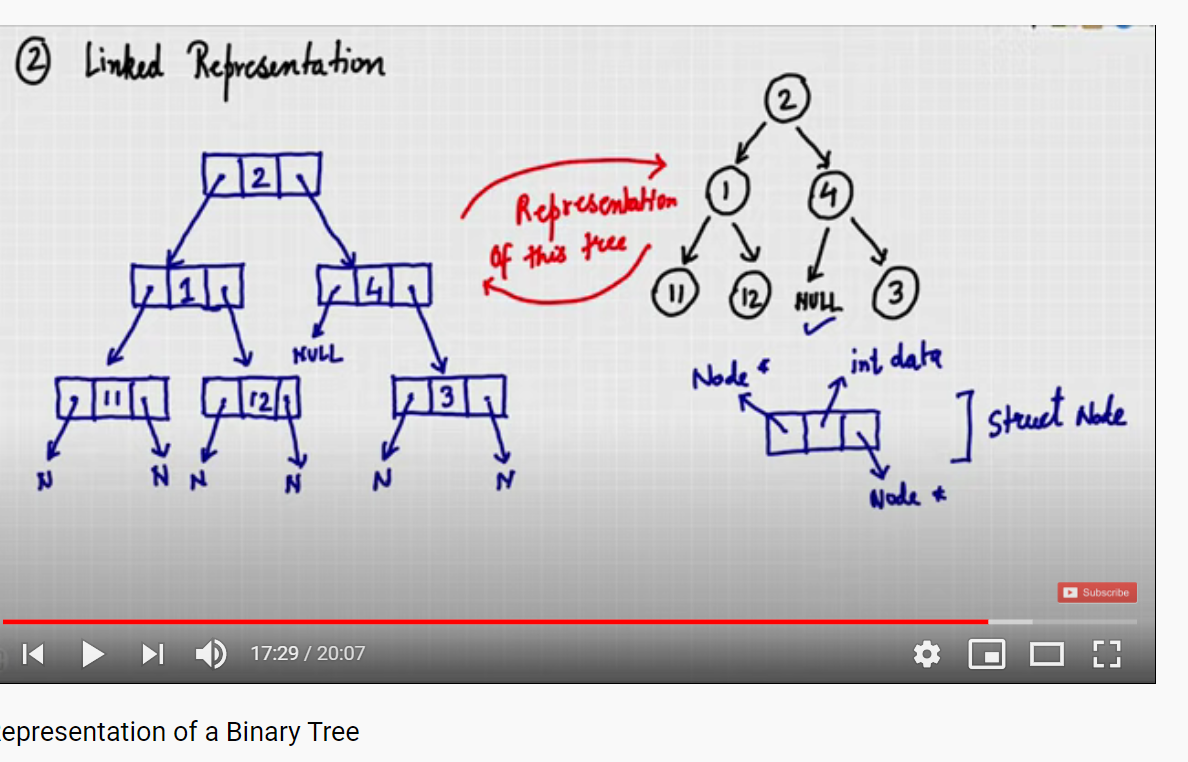 ② Linked Representation
2
1
4
NULL
11
12
3
N
N
N
N
N
N
Representation
Of this tree
2
1
4
11
12
NULL
3
Node *
int data
Struct Node
Node *
Subscribe
17:29 / 20:07
epresentation of a Binary Tree